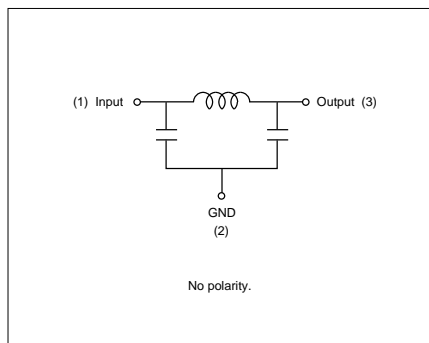 (1) Input
Output (3)
GND
(2)
No polarity.